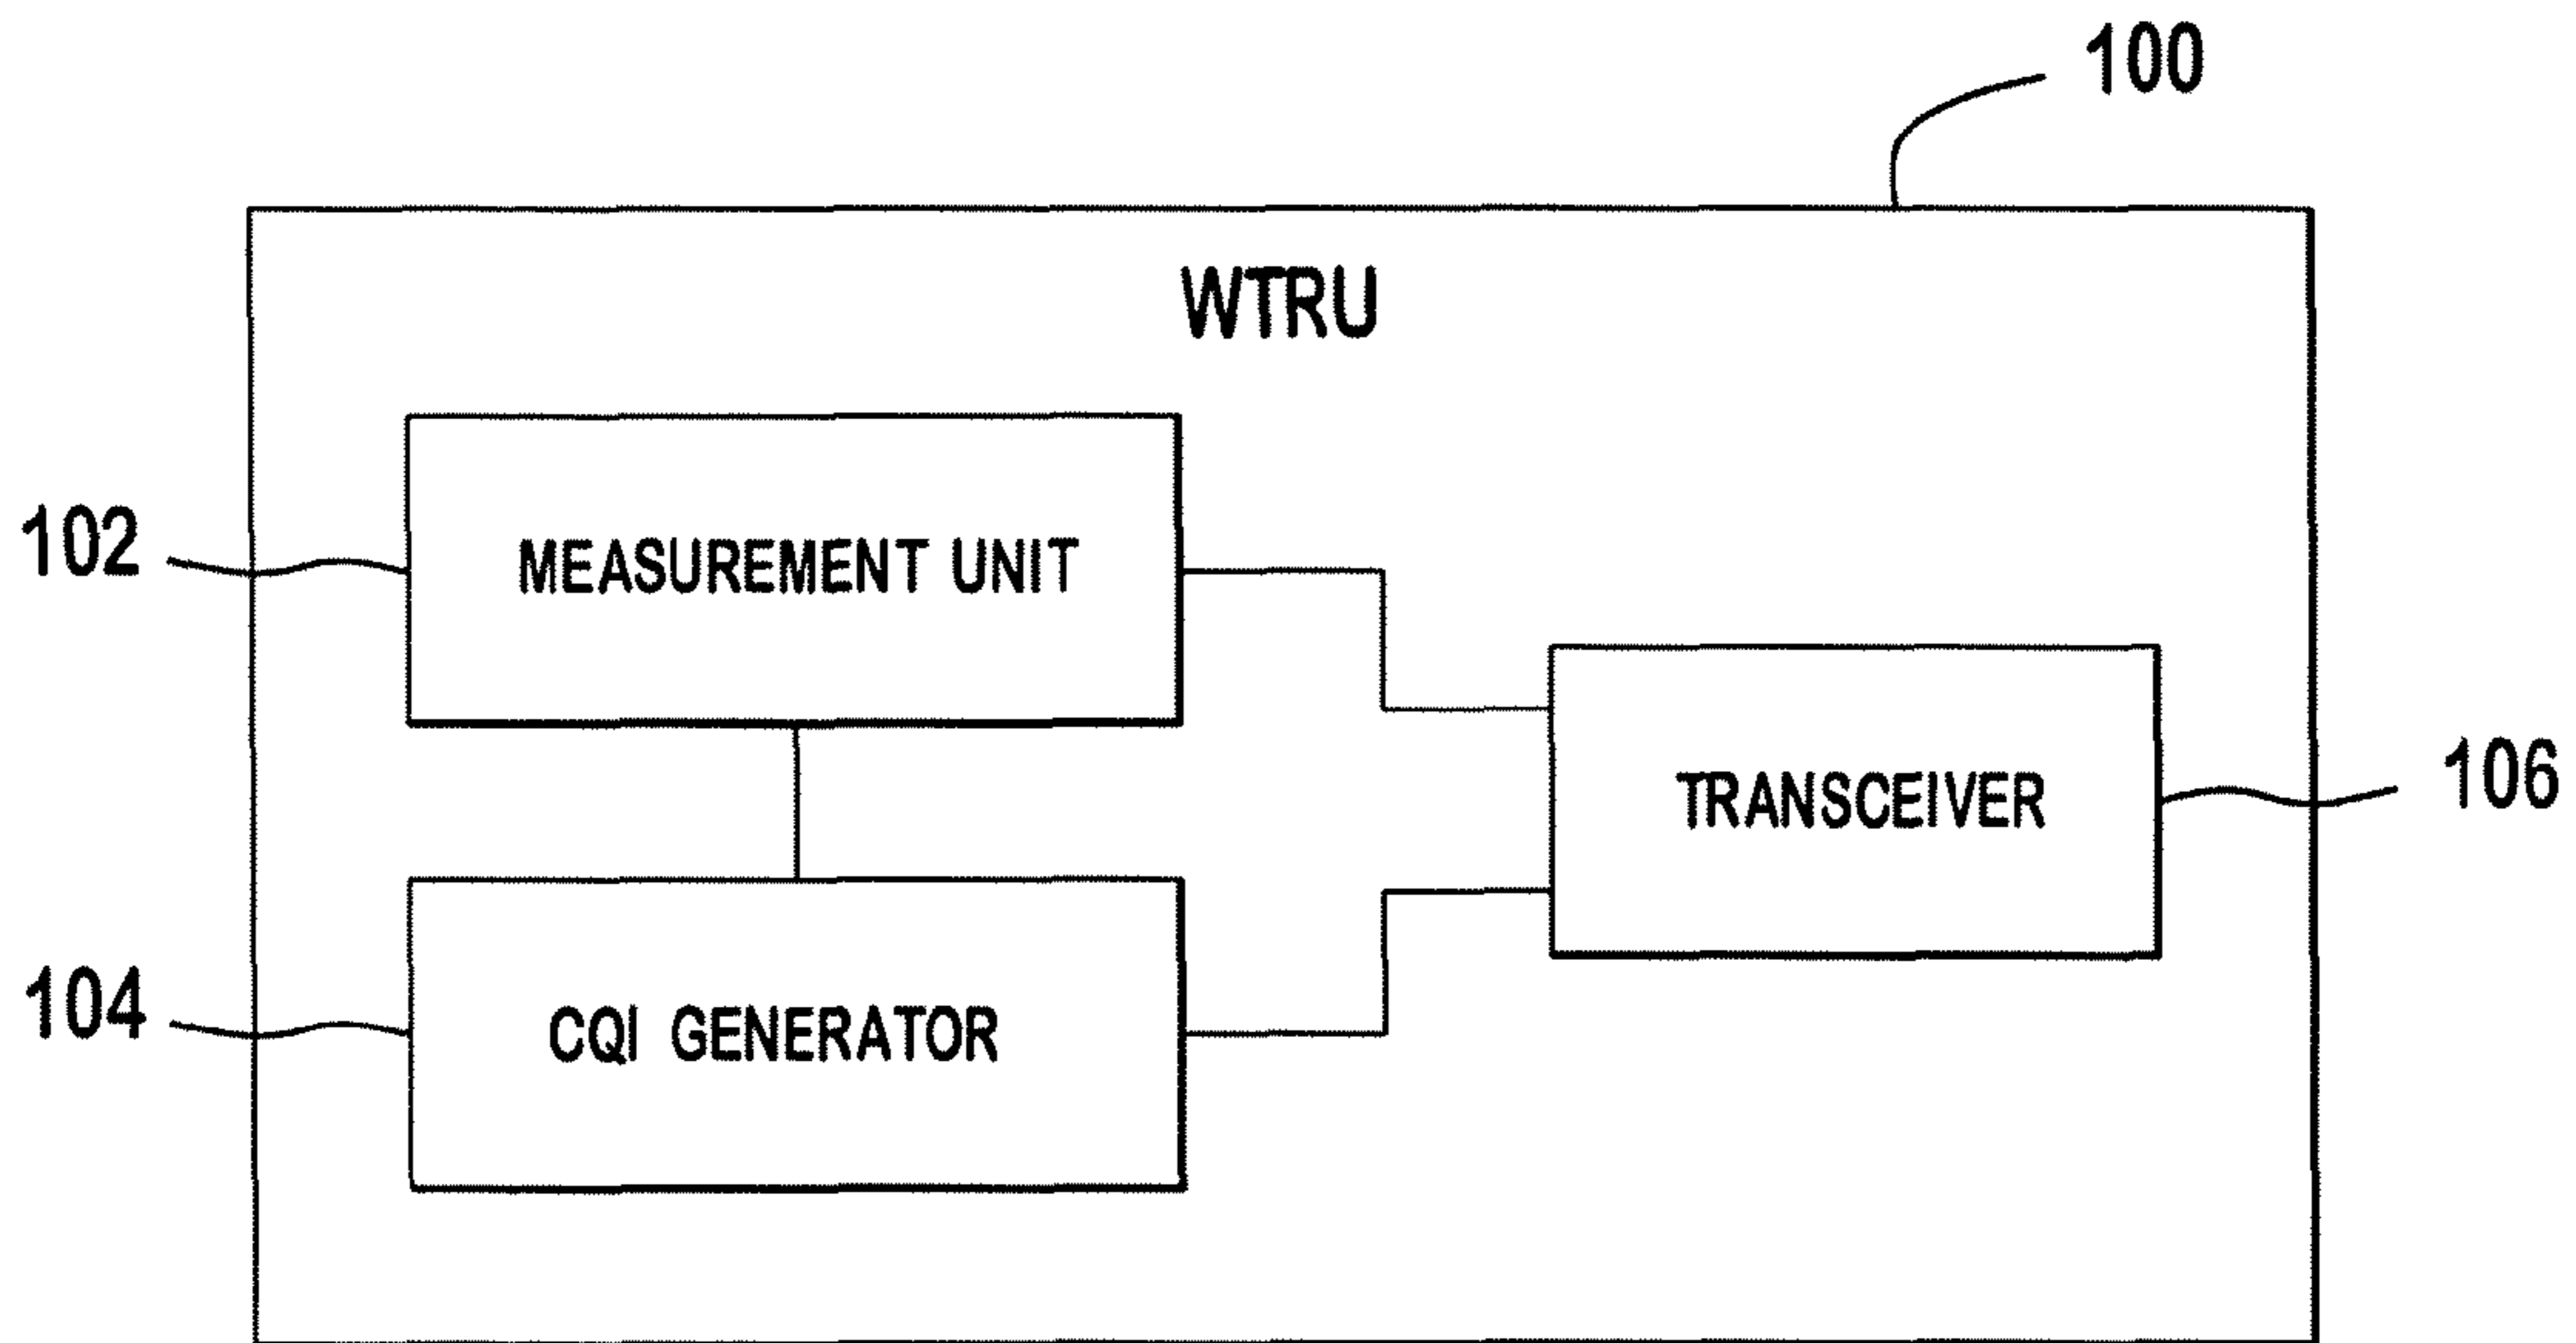 100
WTRU
102
MEASUREMENT UNIT
TRANSCEIVER
106
104
CQI GENERATOR